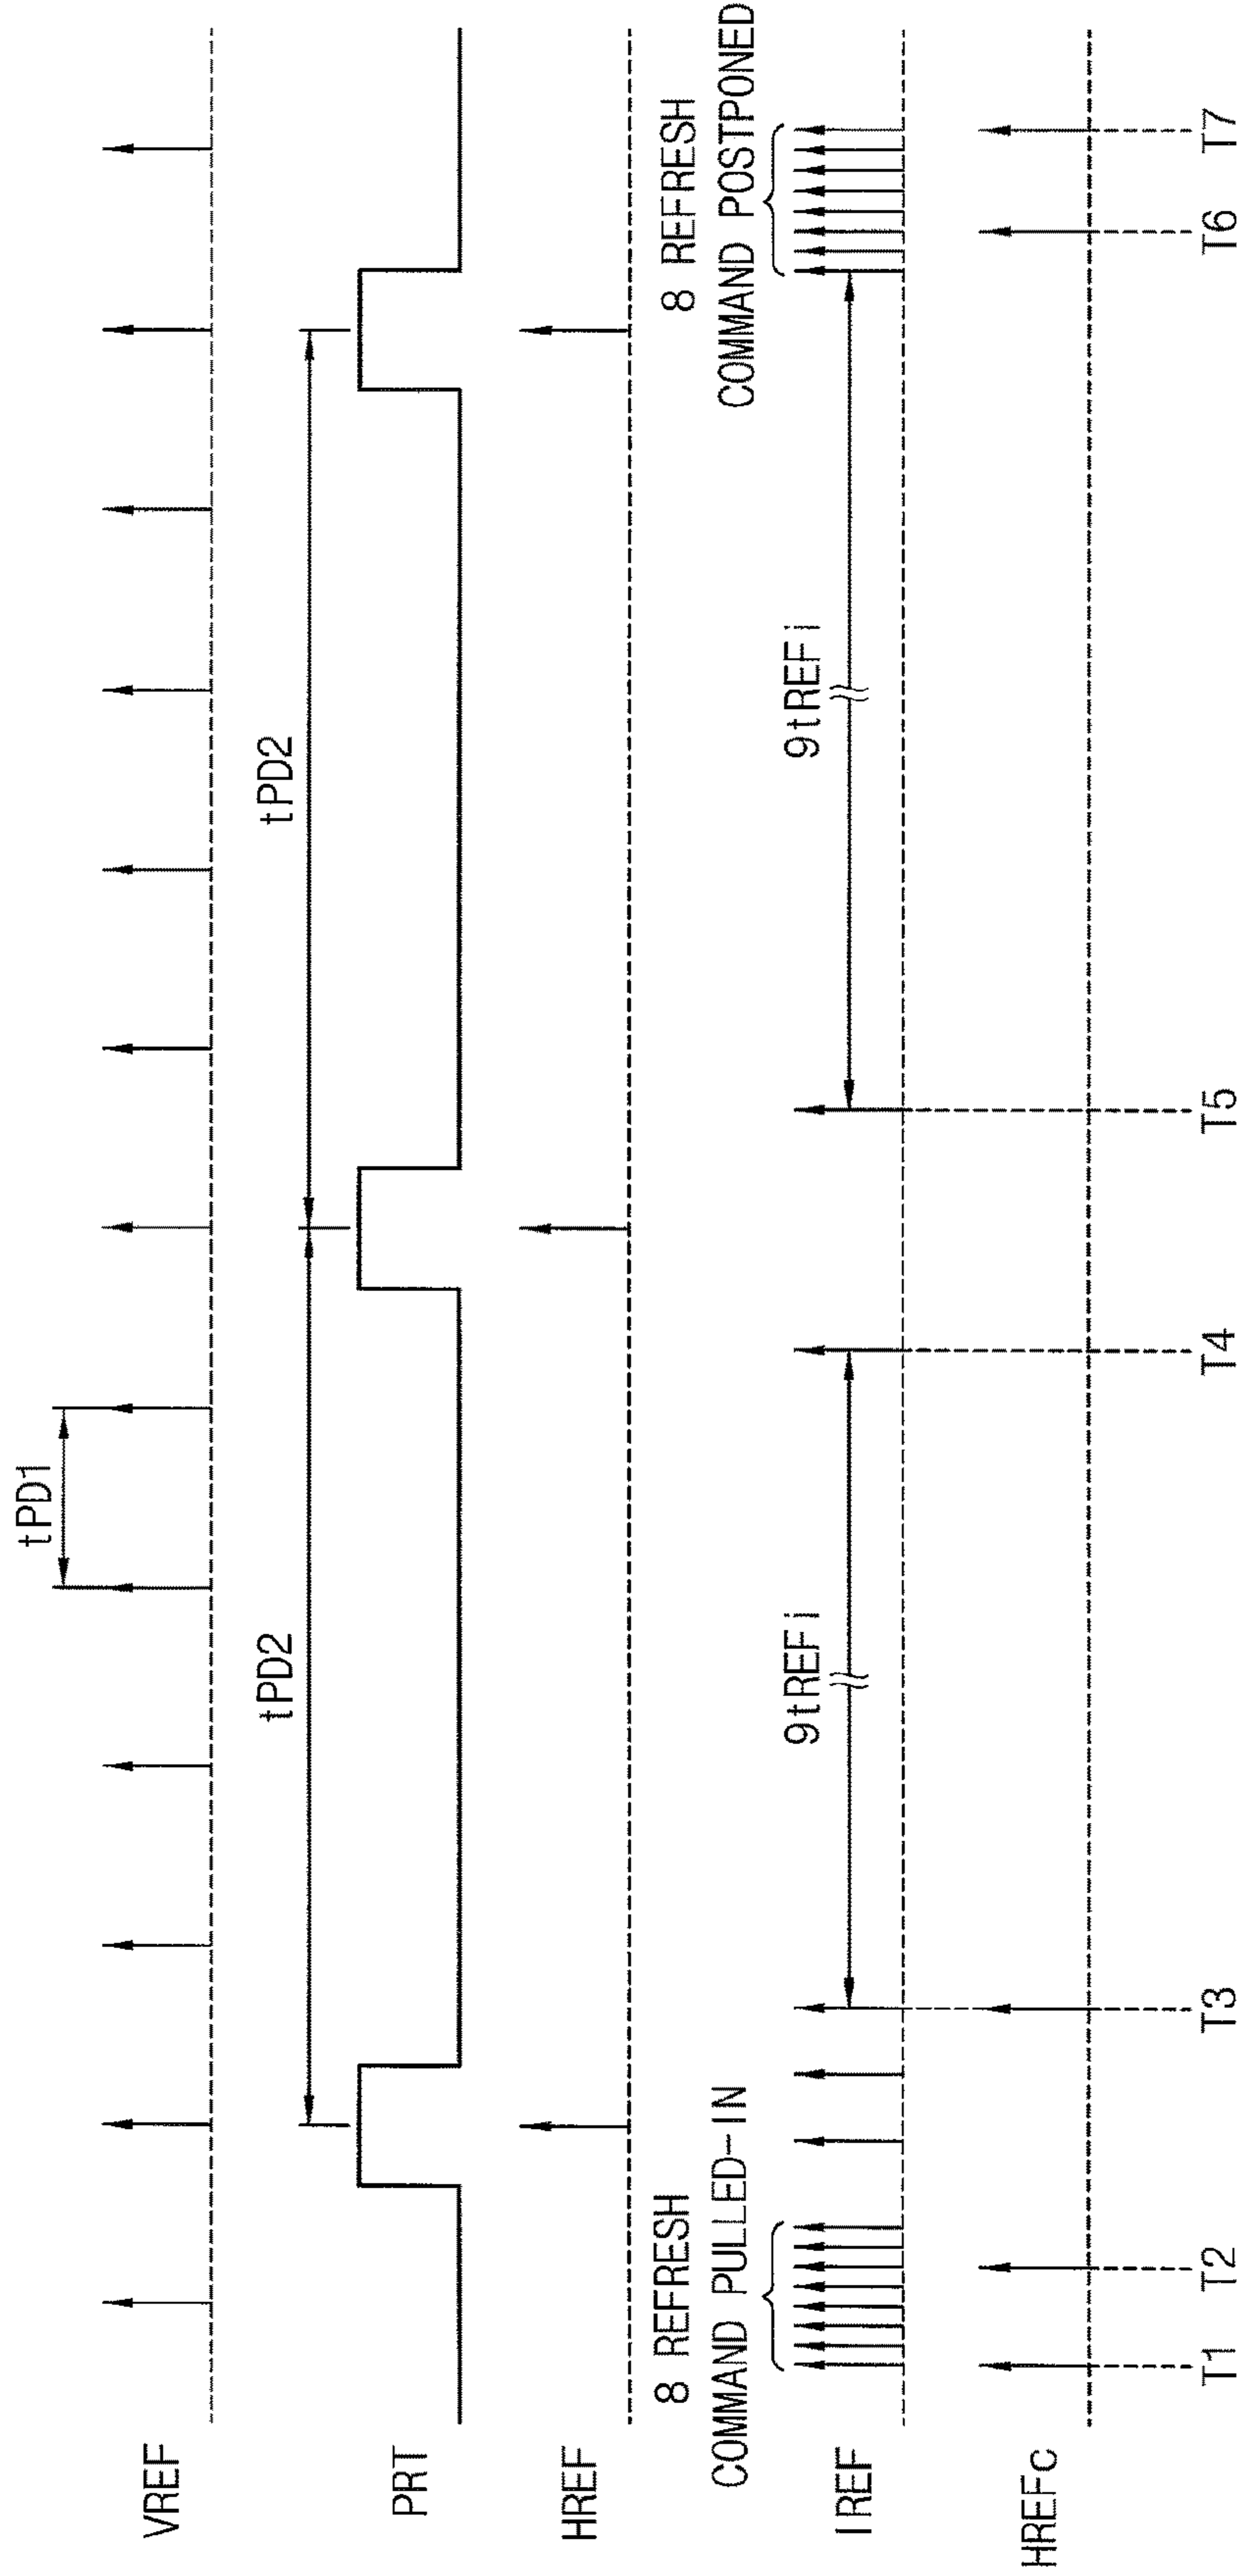 tPD1
VREF
tPD2
tPD2
PRT
HREF
8 REFRESH
COMMAND PULLED-IN
8 REFRESH
COMMAND POSTPONED
9tREFi
9tREFi
IREF
HREFc
T1
T2
T3
T4
T5
T6
T7